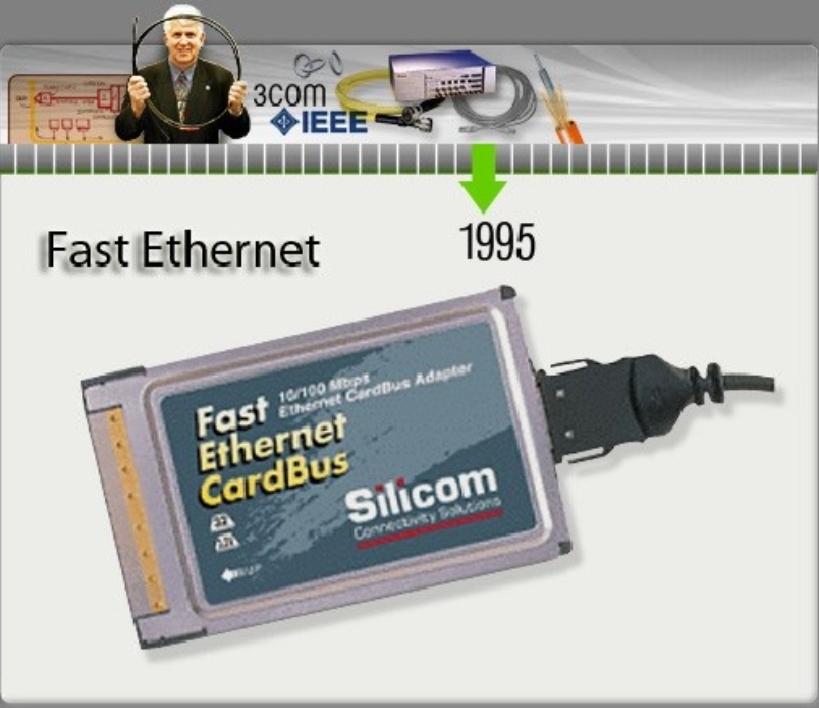 3com
IEEE
1995
Fast Ethernet
Fast 10/100 Mbps
Ethernet CardBus Adapter
Ethernet
CardBus
Silicom
Connectivity Solutions